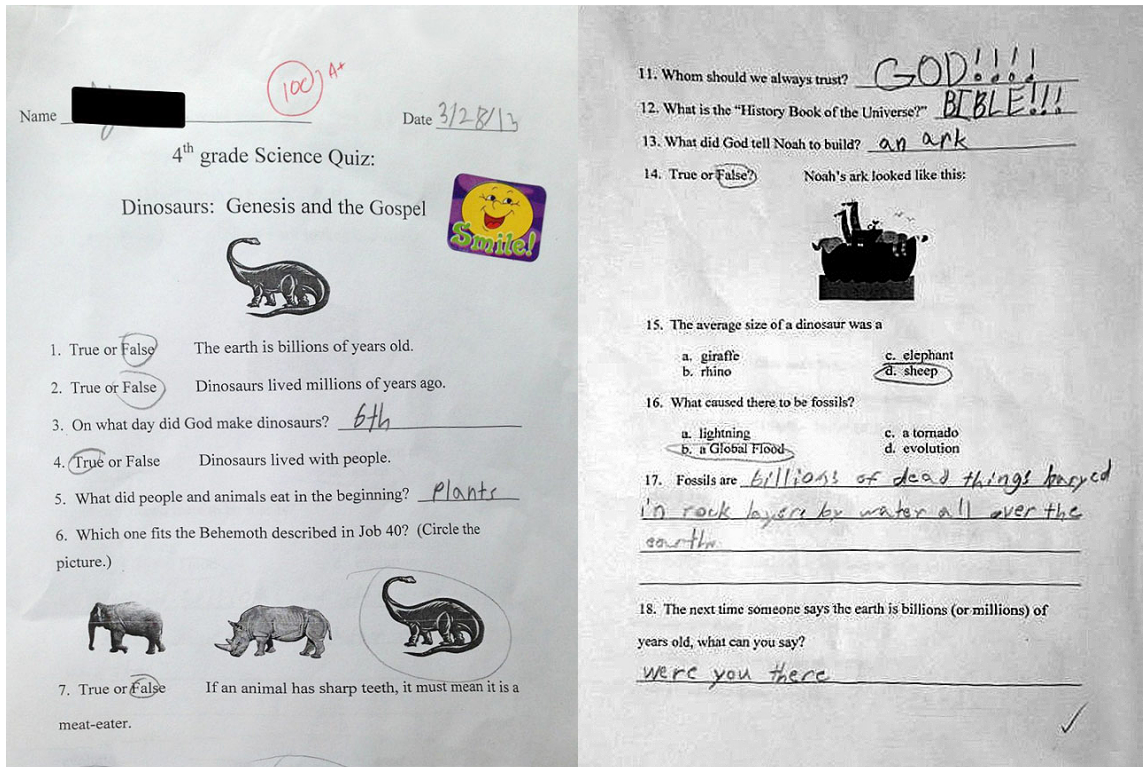 100 A+
Name
Date 3/28/13
4th grade Science Quiz:
Dinosaurs: Genesis and the Gospel
Smile!
1. True or False The earth is billions of years old.
2. True or False Dinosaurs lived millions of years ago.
3. On what day did God make dinosaurs? 6th
4. True or False Dinosaurs lived with people.
5. What did people and animals eat in the beginning? Plants
6. Which one fits the Behemoth described in Job 40? (Circle the
picture.)
7. True or False If an animal has sharp teeth, it must mean it is a
meat-eater.
11. Whom should we always trust? GOD!!!!
12. What is the “History Book of the Universe?” BIBLE!!!
13. What did God tell Noah to build? an ark
14. True or False? Noah's ark looked like this:
15. The average size of a dinosaur was a
a. giraffe c. elephant
b. rhino d. sheep
16. What caused there to be fossils?
a. lightning c. a tornado
b. a Global Flood d. evolution
17. Fossils are billions of dead things buryed
in rock layers by water all over the
earth.
18. The next time someone says the earth is billions (or millions) of
years old, what can you say?
were you there